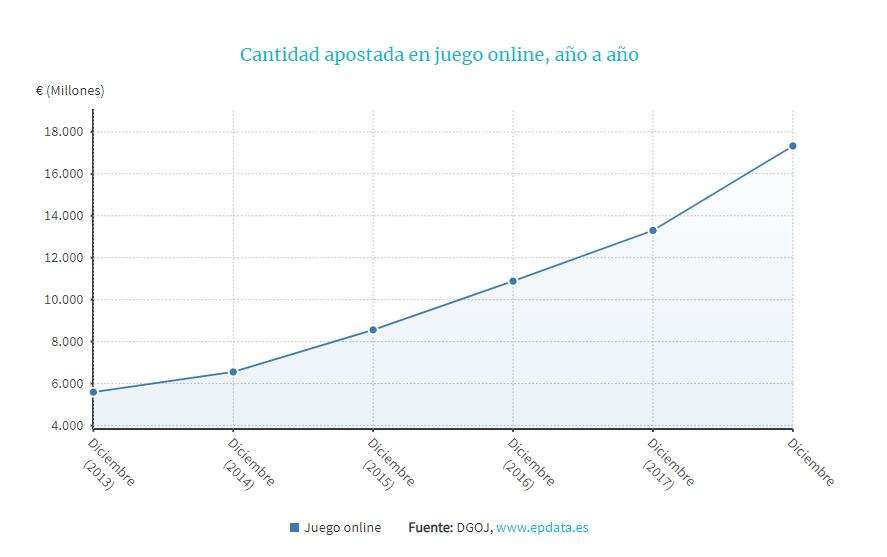 Cantidad apostada en juego online, año a año
€ (Millones)
18.000
16.000
14.000
12.000
10.000
8.000
6.000
4.000
Diciembre
(2013)
Diciembre
(2014)
Diciembre
(2015)
Diciembre
(2016)
Diciembre
(2017)
Diciembre
Juego online Fuente: DGOJ, www.epdata.es